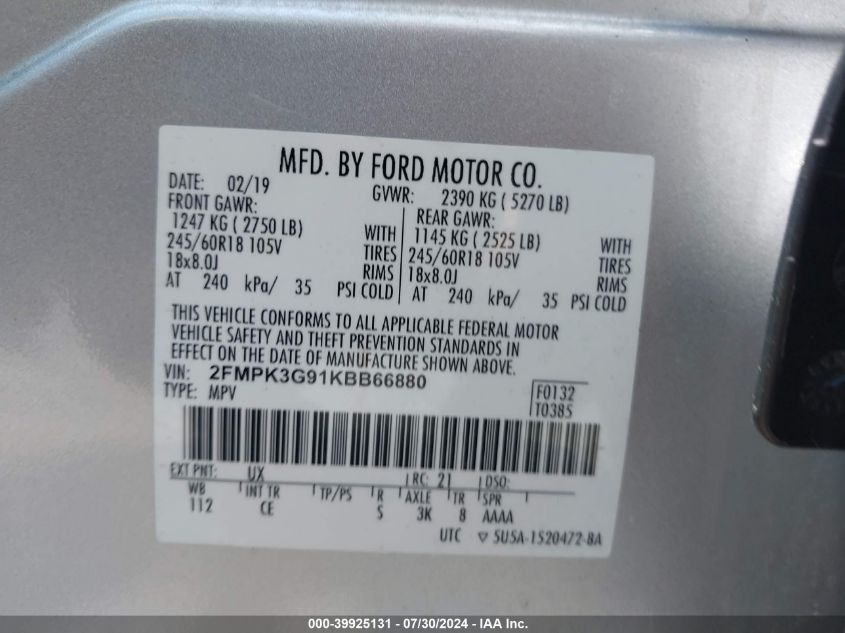 MFD. BY FORD MOTOR CO.
DATE: 02/19 GVWR: 2390 KG ( 5270 LB)
FRONT GAWR: REAR GAWR:
1247 KG ( 2750 LB) WITH 1145 KG ( 2525 LB) WITH
245/60R18 105V TIRES 245/60R18 105V TIRES
18x8.0J RIMS 18x8.0J RIMS
AT 240 kPa/ 35 PSI COLD AT 240 kPa/ 35 PSI COLD
THIS VEHICLE CONFORMS TO ALL APPLICABLE FEDERAL MOTOR
VEHICLE SAFETY AND THEFT PREVENTION STANDARDS IN
EFFECT ON THE DATE OF MANUFACTURE SHOWN ABOVE.
VIN: 2FMPK3G91KBB66880
TYPE: MPV
F0132
T0385
EXT PNT: UX RC: 21 DSO:
WB INT TR TP/PS R AXLE TR SPR
112 CE S 3K 8 AAAA
UTC ▽ 5U5A-1520472-BA
000-39925131 - 07/30/2024 - IAA Inc.